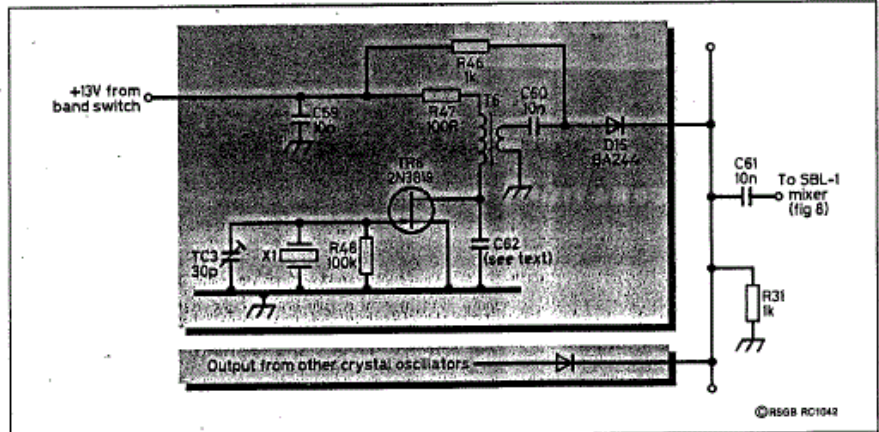 +13V from
band switch
R46
1k
C59
10n
R47
100R
T6
C60
10n
D15
BA244
TR6
2N3819
TC3
30p
X1
R48
100k
C62
(see text)
C61
10n
To SBL-1
mixer
(fig 8)
R31
1k
Output from other crystal oscillators
©RSGB RC1042